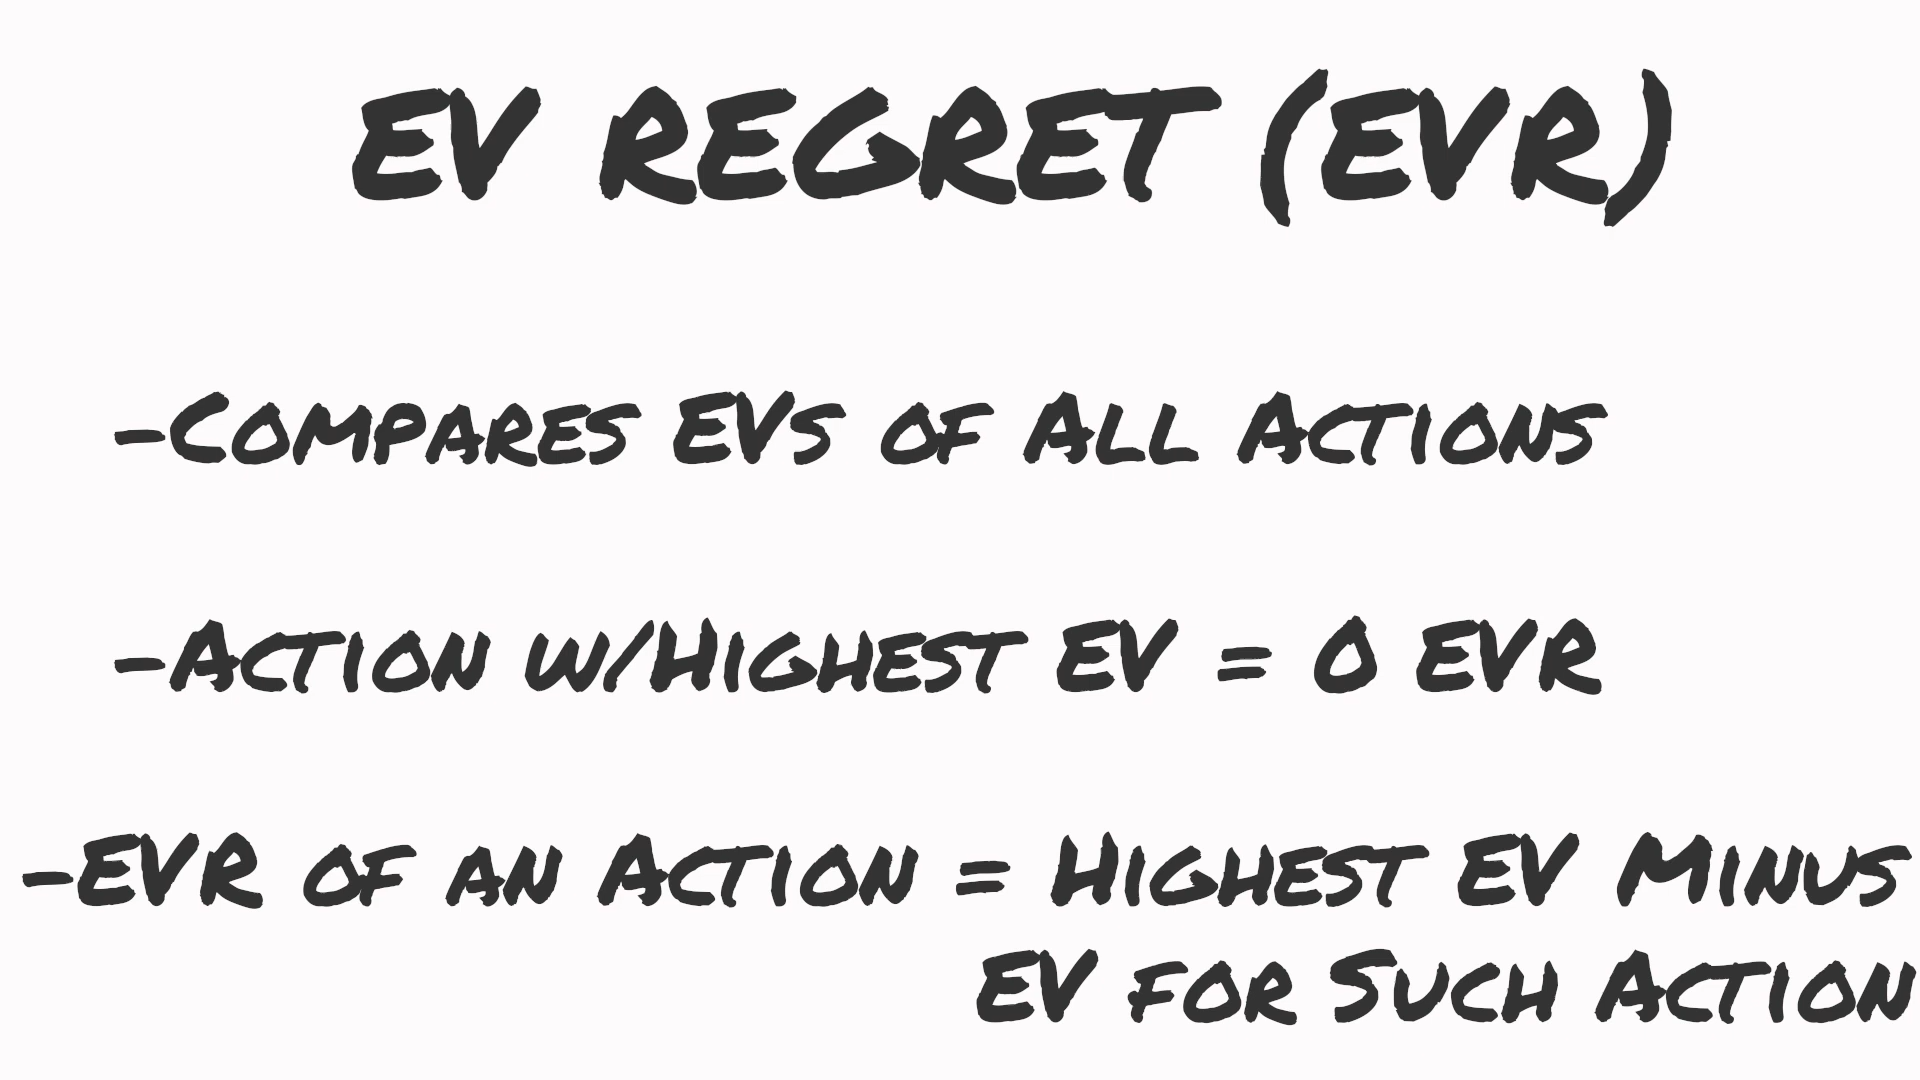 EV REGRET (EVR)
-COMPARES EVS OF ALL ACTIONS
-ACTION W/HIGHEST EV = 0 EVR
-EVR OF AN ACTION = HIGHEST EV MINUS
EV FOR SUCH ACTION